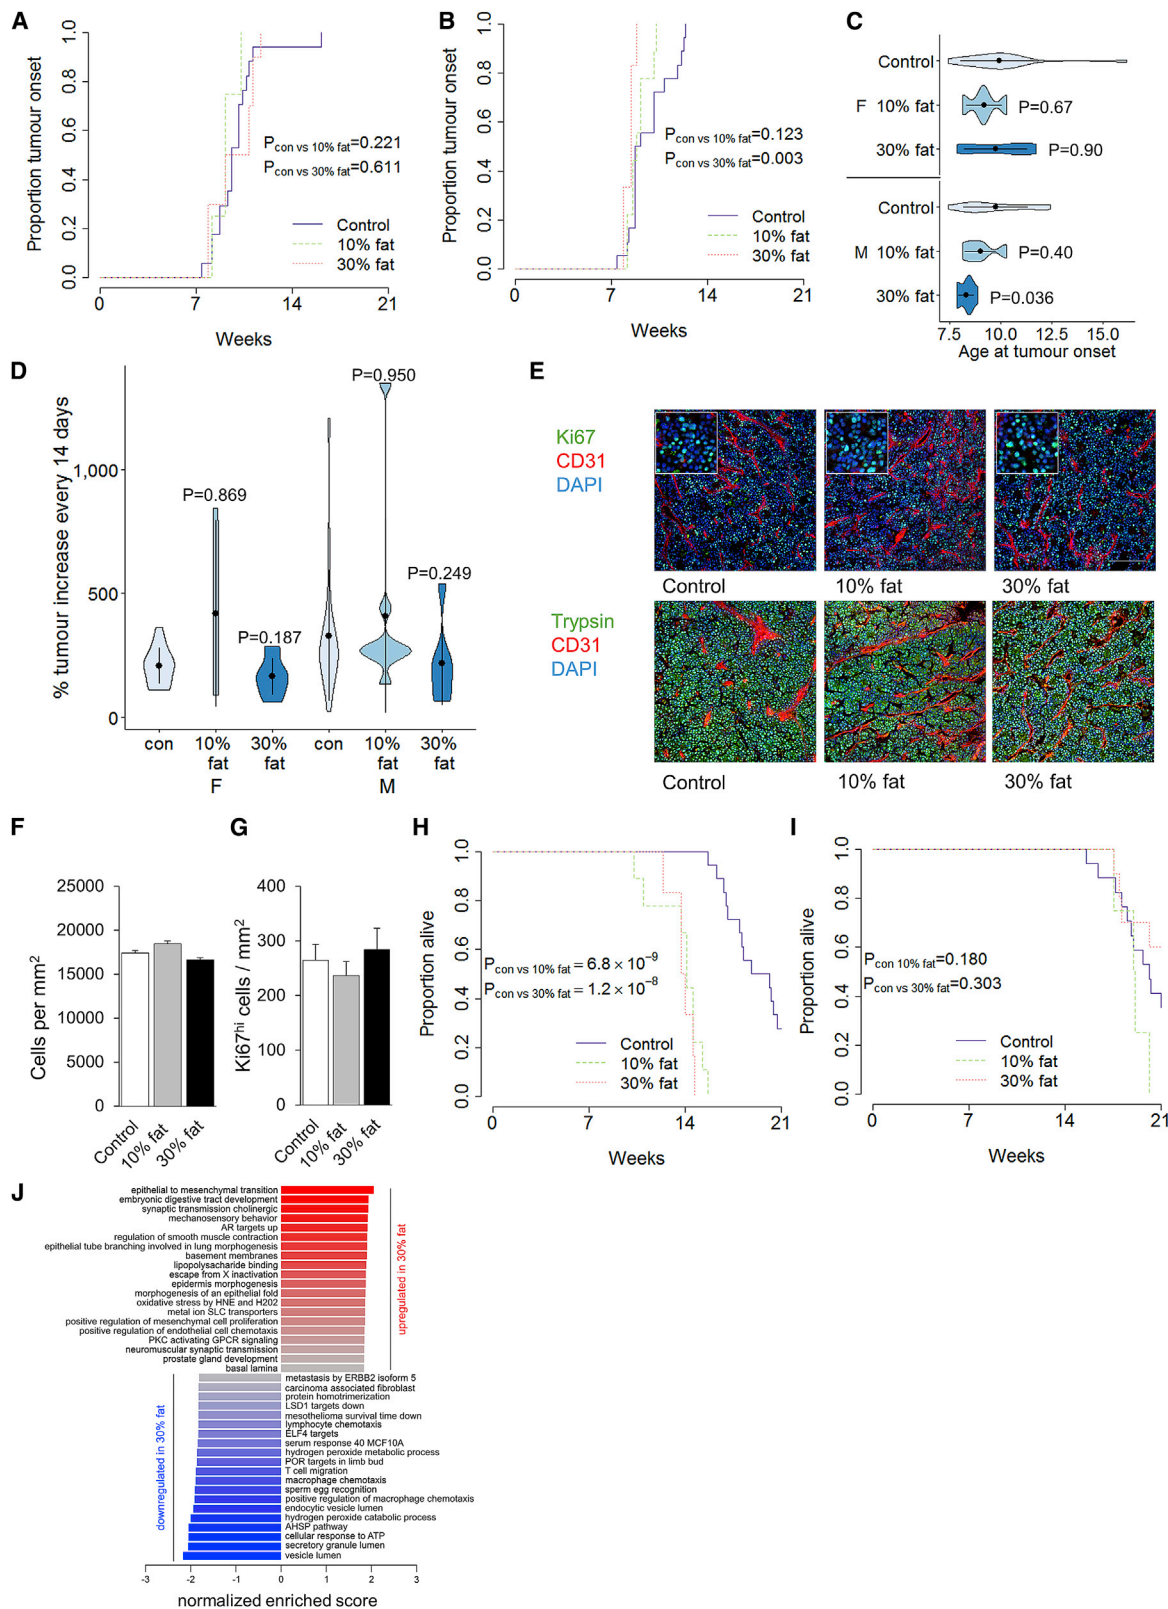 A
Proportion tumour onset
1.0
0.8
0.6
0.4
0.2
0.0
P con vs 10% fat=0.221
P con vs 30% fat=0.611
Control
10% fat
30% fat
0 7 14 21
Weeks
B
Proportion tumour onset
1.0
0.8
0.6
0.4
0.2
0.0
P con vs 10% fat=0.123
P con vs 30% fat=0.003
Control
10% fat
30% fat
0 7 14 21
Weeks
C
Control
F 10% fat P=0.67
30% fat P=0.90
Control
M 10% fat P=0.40
30% fat P=0.036
7.5 10.0 12.5 15.0
Age at tumour onset
D
% tumour increase every 14 days
1,000
500
0
P=0.869
P=0.187
P=0.950
P=0.249
con 10% fat 30% fat con 10% fat 30% fat
F M
E
Ki67
CD31
DAPI
Control 10% fat 30% fat
Trypsin
CD31
DAPI
Control 10% fat 30% fat
F
Cells per mm²
25000
20000
15000
10000
5000
0
Control 10% fat 30% fat
G
Ki67hi cells / mm²
400
300
200
100
0
Control 10% fat 30% fat
H
Proportion alive
1.0
0.8
0.6
0.4
0.2
0.0
P con vs 10% fat = 6.8 × 10⁻⁹
P con vs 30% fat = 1.2 × 10⁻⁸
Control
10% fat
30% fat
0 7 14 21
Weeks
I
Proportion alive
1.0
0.8
0.6
0.4
0.2
0.0
P con 10% fat=0.180
P con vs 30% fat=0.303
Control
10% fat
30% fat
0 7 14 21
Weeks
J
epithelial to mesenchymal transition
embryonic digestive tract development
synaptic transmission cholinergic
mechanosensory behavior
AR targets up
regulation of smooth muscle contraction
epithelial tube branching involved in lung morphogenesis
basement membranes
lipopolysacharide binding
escape from X inactivation
epidermis morphogenesis
morphogenesis of an epithelial fold
oxidative stress by HNE and H202
metal ion SLC transporters
positive regulation of mesenchymal cell proliferation
positive regulation of endothelial cell chemotaxis
PKC activating GPCR signaling
neuromuscular synaptic transmission
prostate gland development
basal lamina
upregulated in 30% fat
metastasis by ERBB2 isoform 5
carcinoma associated fibroblast
protein homotrimerization
LSD1 targets down
mesothelioma survival time down
lymphocyte chemotaxis
ELF4 targets
serum response 40 MCF10A
hydrogen peroxide metabolic process
POR targets in limb bud
T cell migration
macrophage chemotaxis
sperm egg recognition
positive regulation of macrophage chemotaxis
endocytic vesicle lumen
hydrogen peroxide catabolic process
AHSP pathway
cellular response to ATP
secretory granule lumen
vesicle lumen
downregulated in 30% fat
-3 -2 -1 0 1 2 3
normalized enriched score